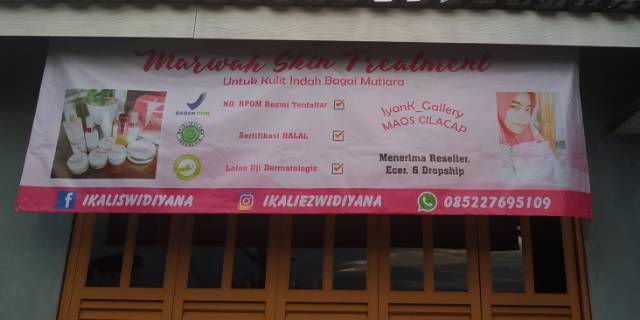 Marwah Skin Treatment
Untuk Kulit Indah Bagai Mutiara
BADAN POM
NO. BPOM Resmi Terdaftar
IyanK_Gallery
MAOS CILACAP
Sertifikasi HALAL
Lolos Uji Dermatologis
Menerima Reseller,
Ecer, & Dropship
IKALISWIDIYANA
IKALIEZWIDIYANA
085227695109